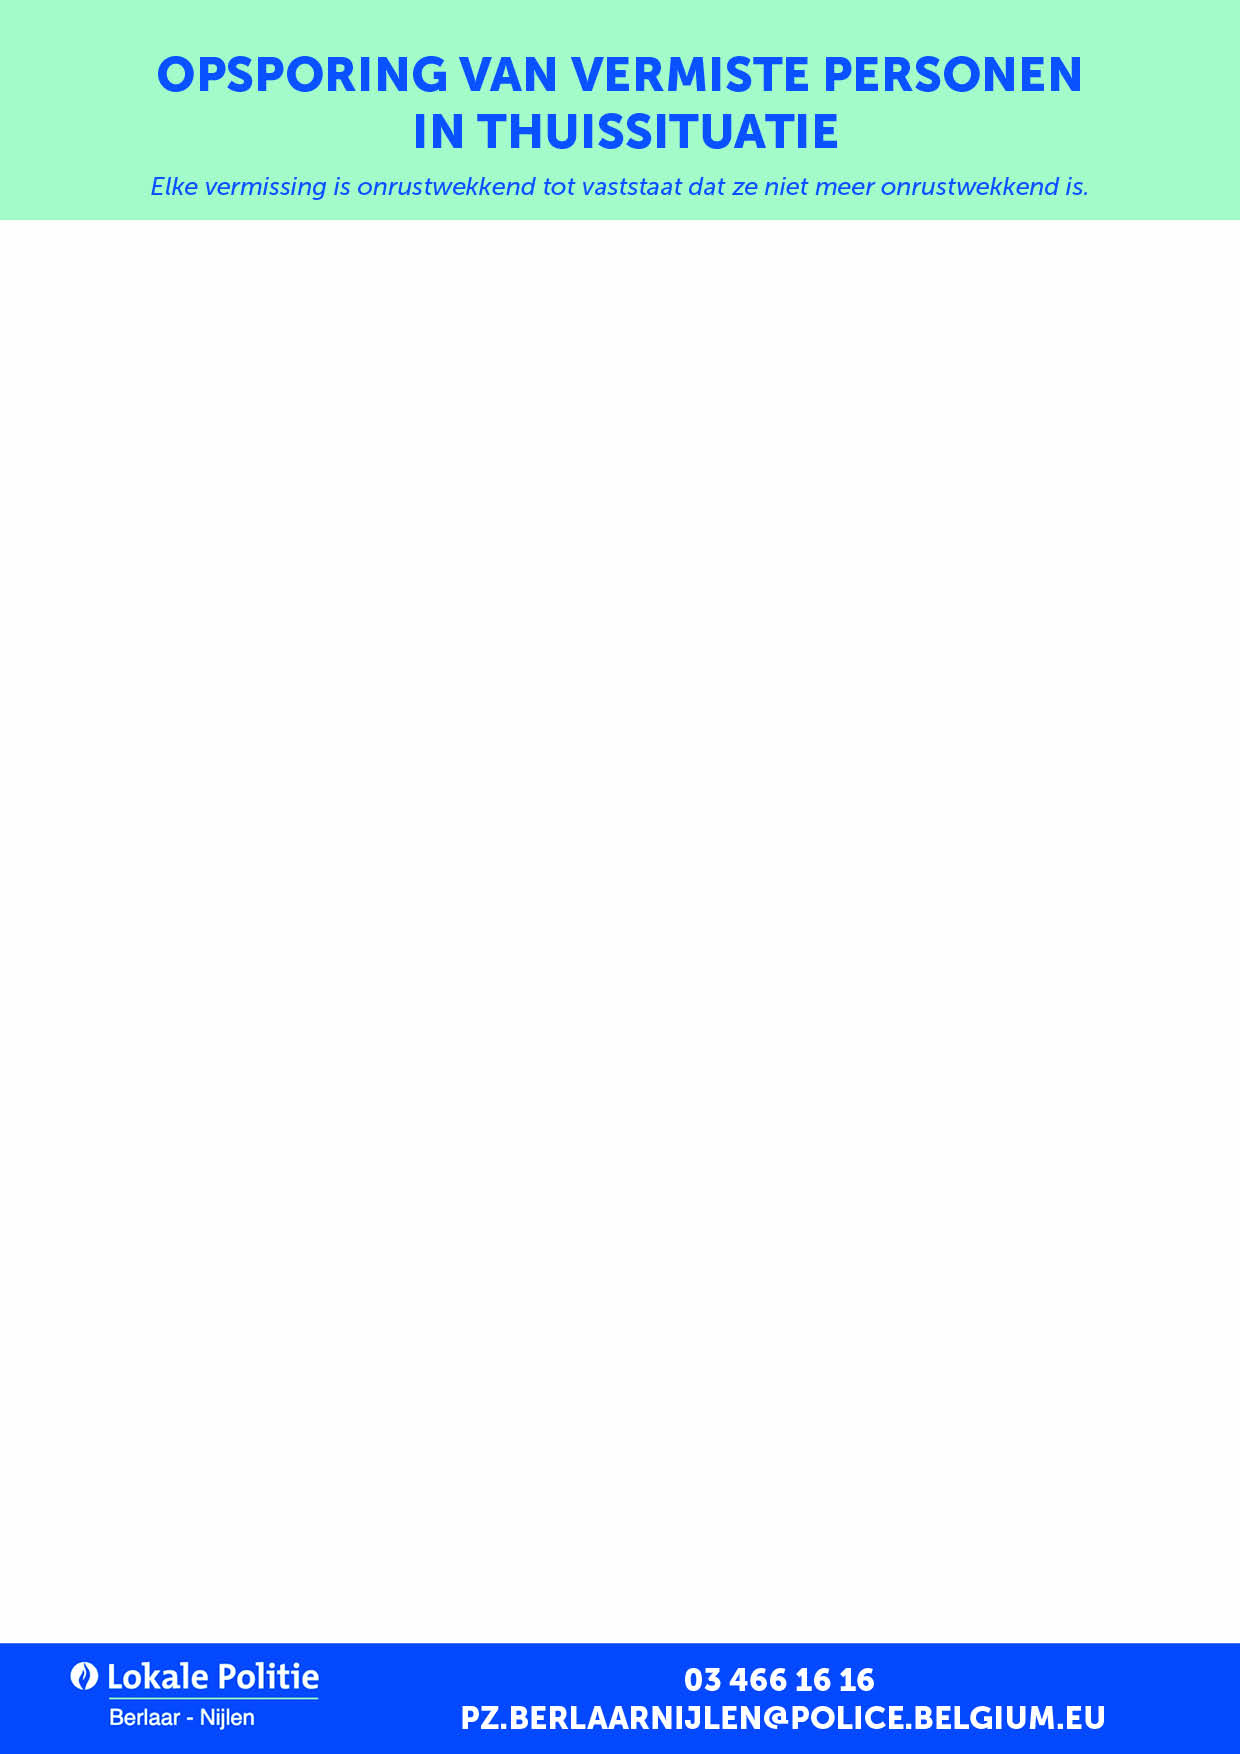 OPSPORING VAN VERMISTE PERSONEN
IN THUISSITUATIE
Elke vermissing is onrustwekkend tot vaststaat dat ze niet meer onrustwekkend is.
Lokale Politie
Berlaar - Nijlen
03 466 16 16
PZ.BERLAARNIJLEN@POLICE.BELGIUM.EU